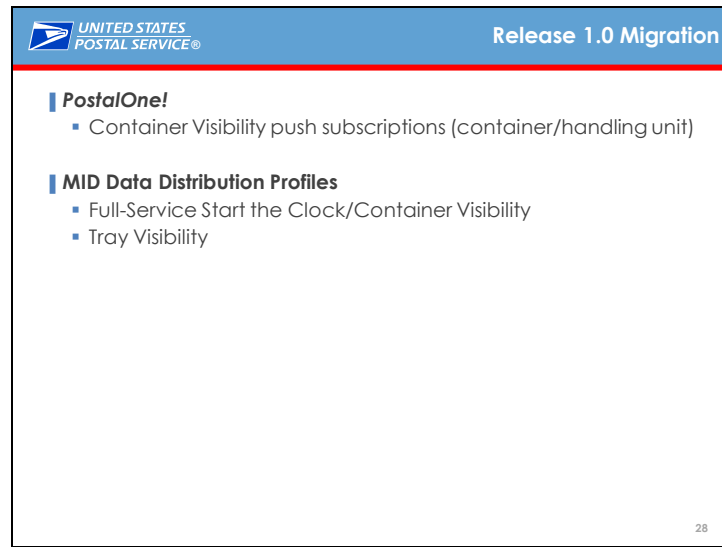 UNITED STATES
POSTAL SERVICE®
Release 1.0 Migration
PostalOne!
▪ Container Visibility push subscriptions (container/handling unit)
MID Data Distribution Profiles
▪ Full-Service Start the Clock/Container Visibility
▪ Tray Visibility
28